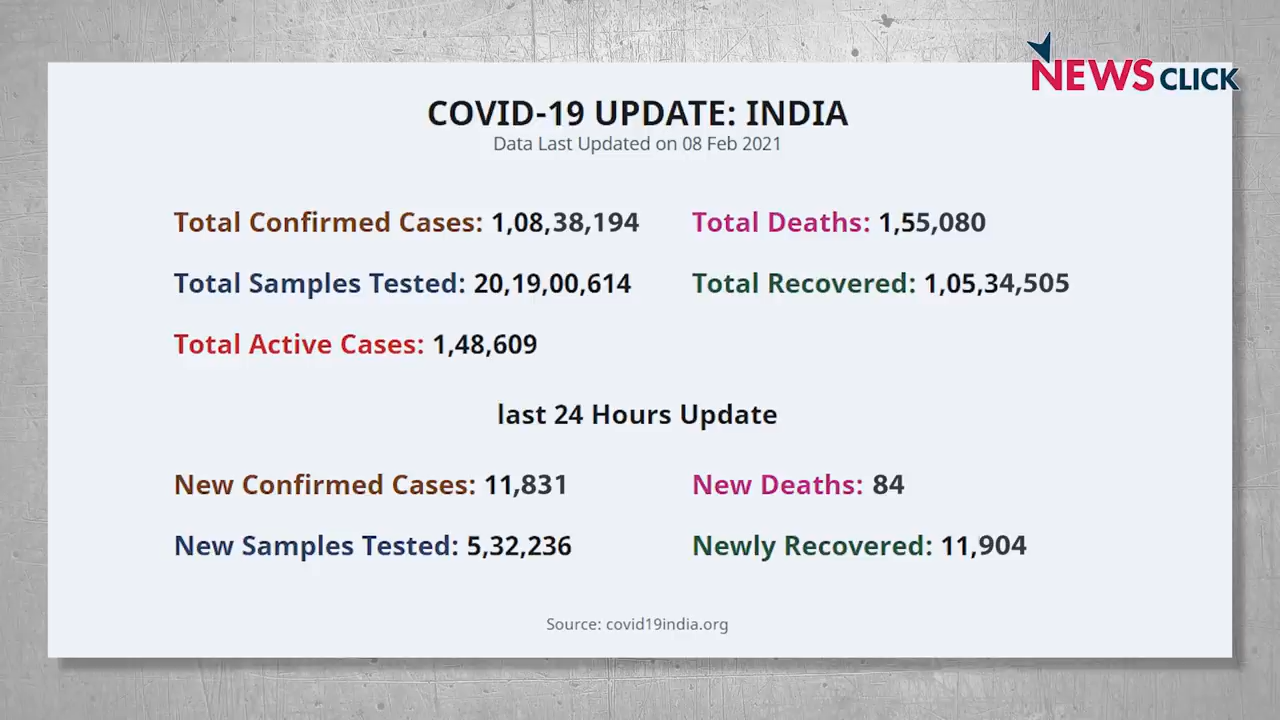 NEWSCLICK
COVID-19 UPDATE: INDIA
Data Last Updated on 08 Feb 2021
Total Confirmed Cases: 1,08,38,194 Total Deaths: 1,55,080
Total Samples Tested: 20,19,00,614 Total Recovered: 1,05,34,505
Total Active Cases: 1,48,609
last 24 Hours Update
New Confirmed Cases: 11,831 New Deaths: 84
New Samples Tested: 5,32,236 Newly Recovered: 11,904
Source: covid19india.org